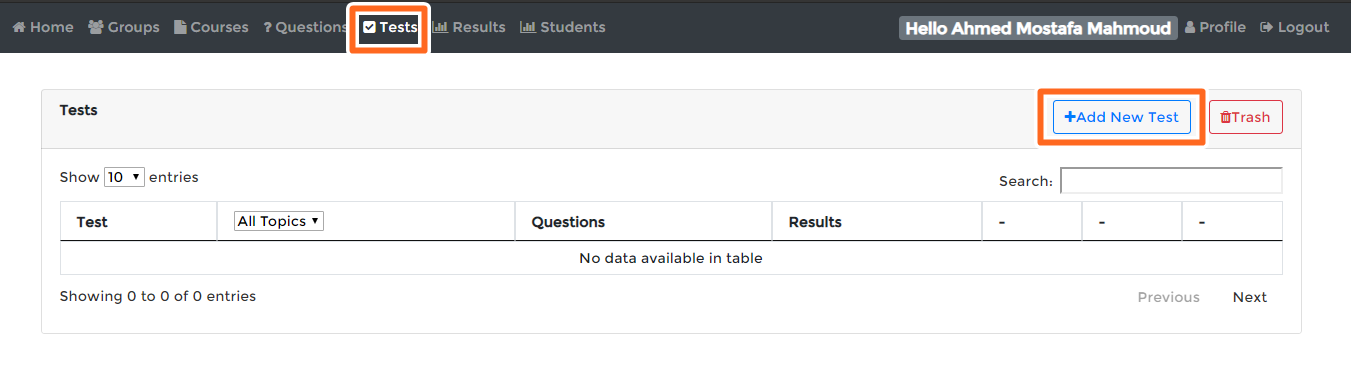 Home Groups Courses ? Questions Tests Results Students Hello Ahmed Mostafa Mahmoud Profile Logout
Tests +Add New Test Trash
Show 10 entries Search:
Test All Topics Questions Results - - -
No data available in table
Showing 0 to 0 of 0 entries Previous Next